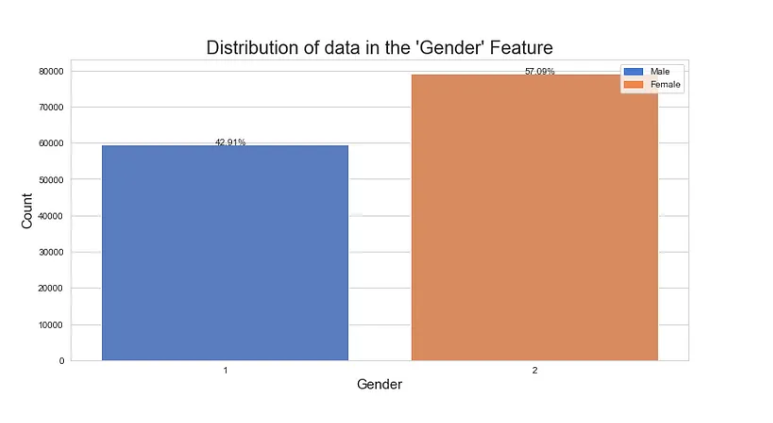 Distribution of data in the 'Gender' Feature
80000
70000
60000
50000
40000
30000
20000
10000
0
Count
42.91%
57.09%
Male
Female
1
2
Gender